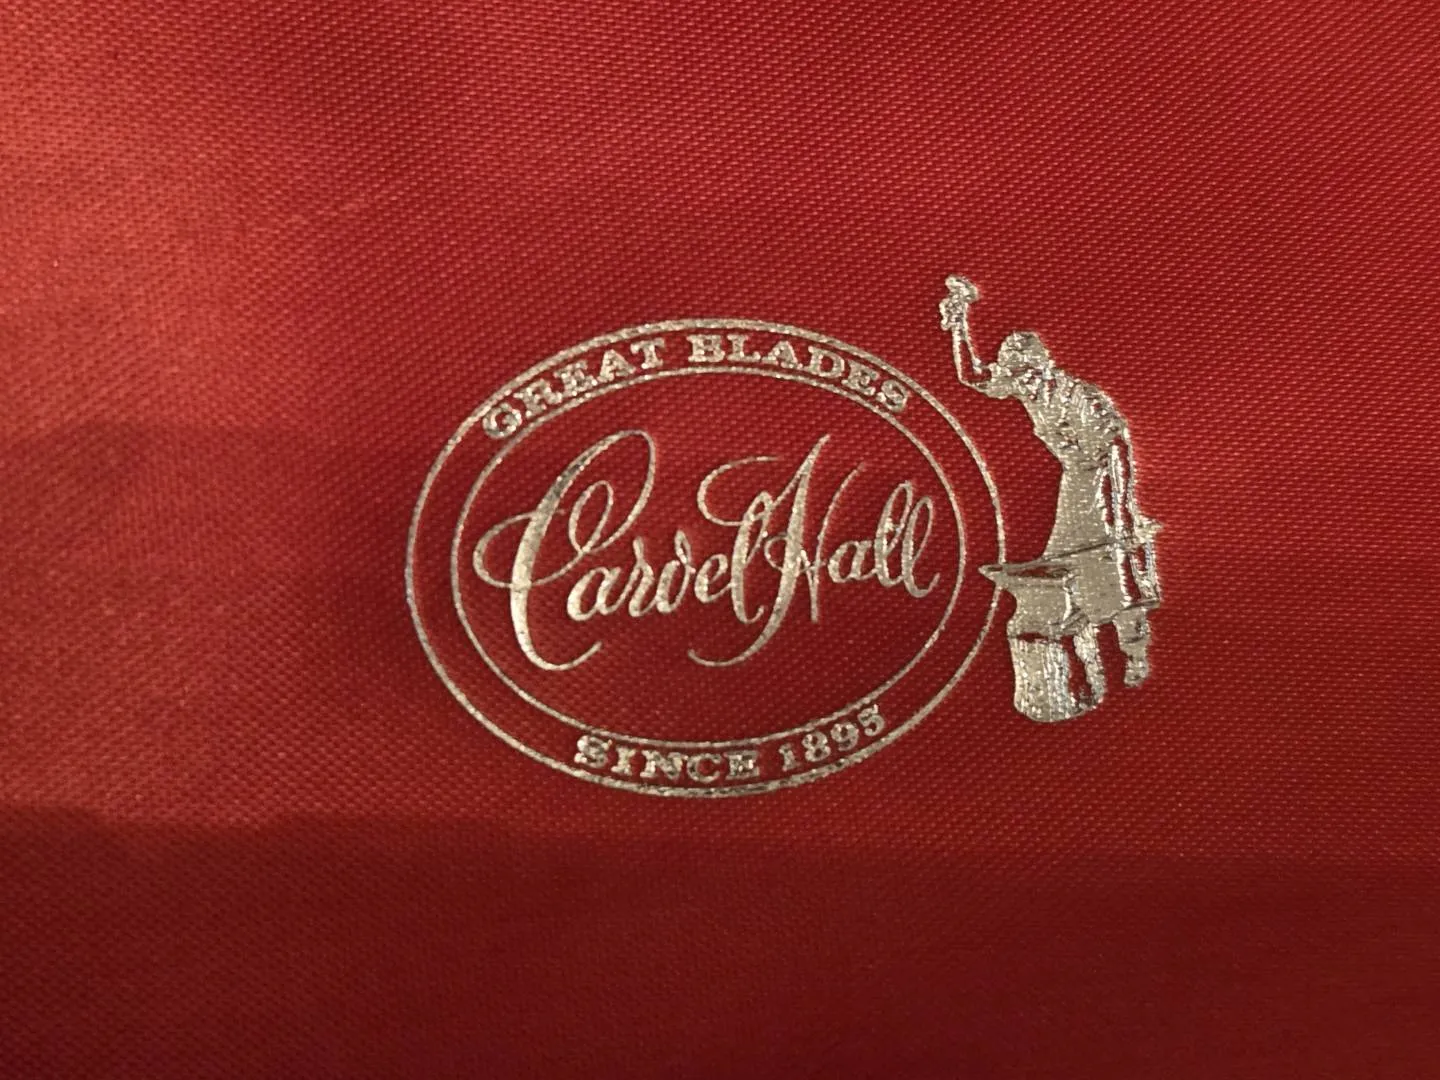 GREAT BLADES
Carvel Hall
SINCE 1895